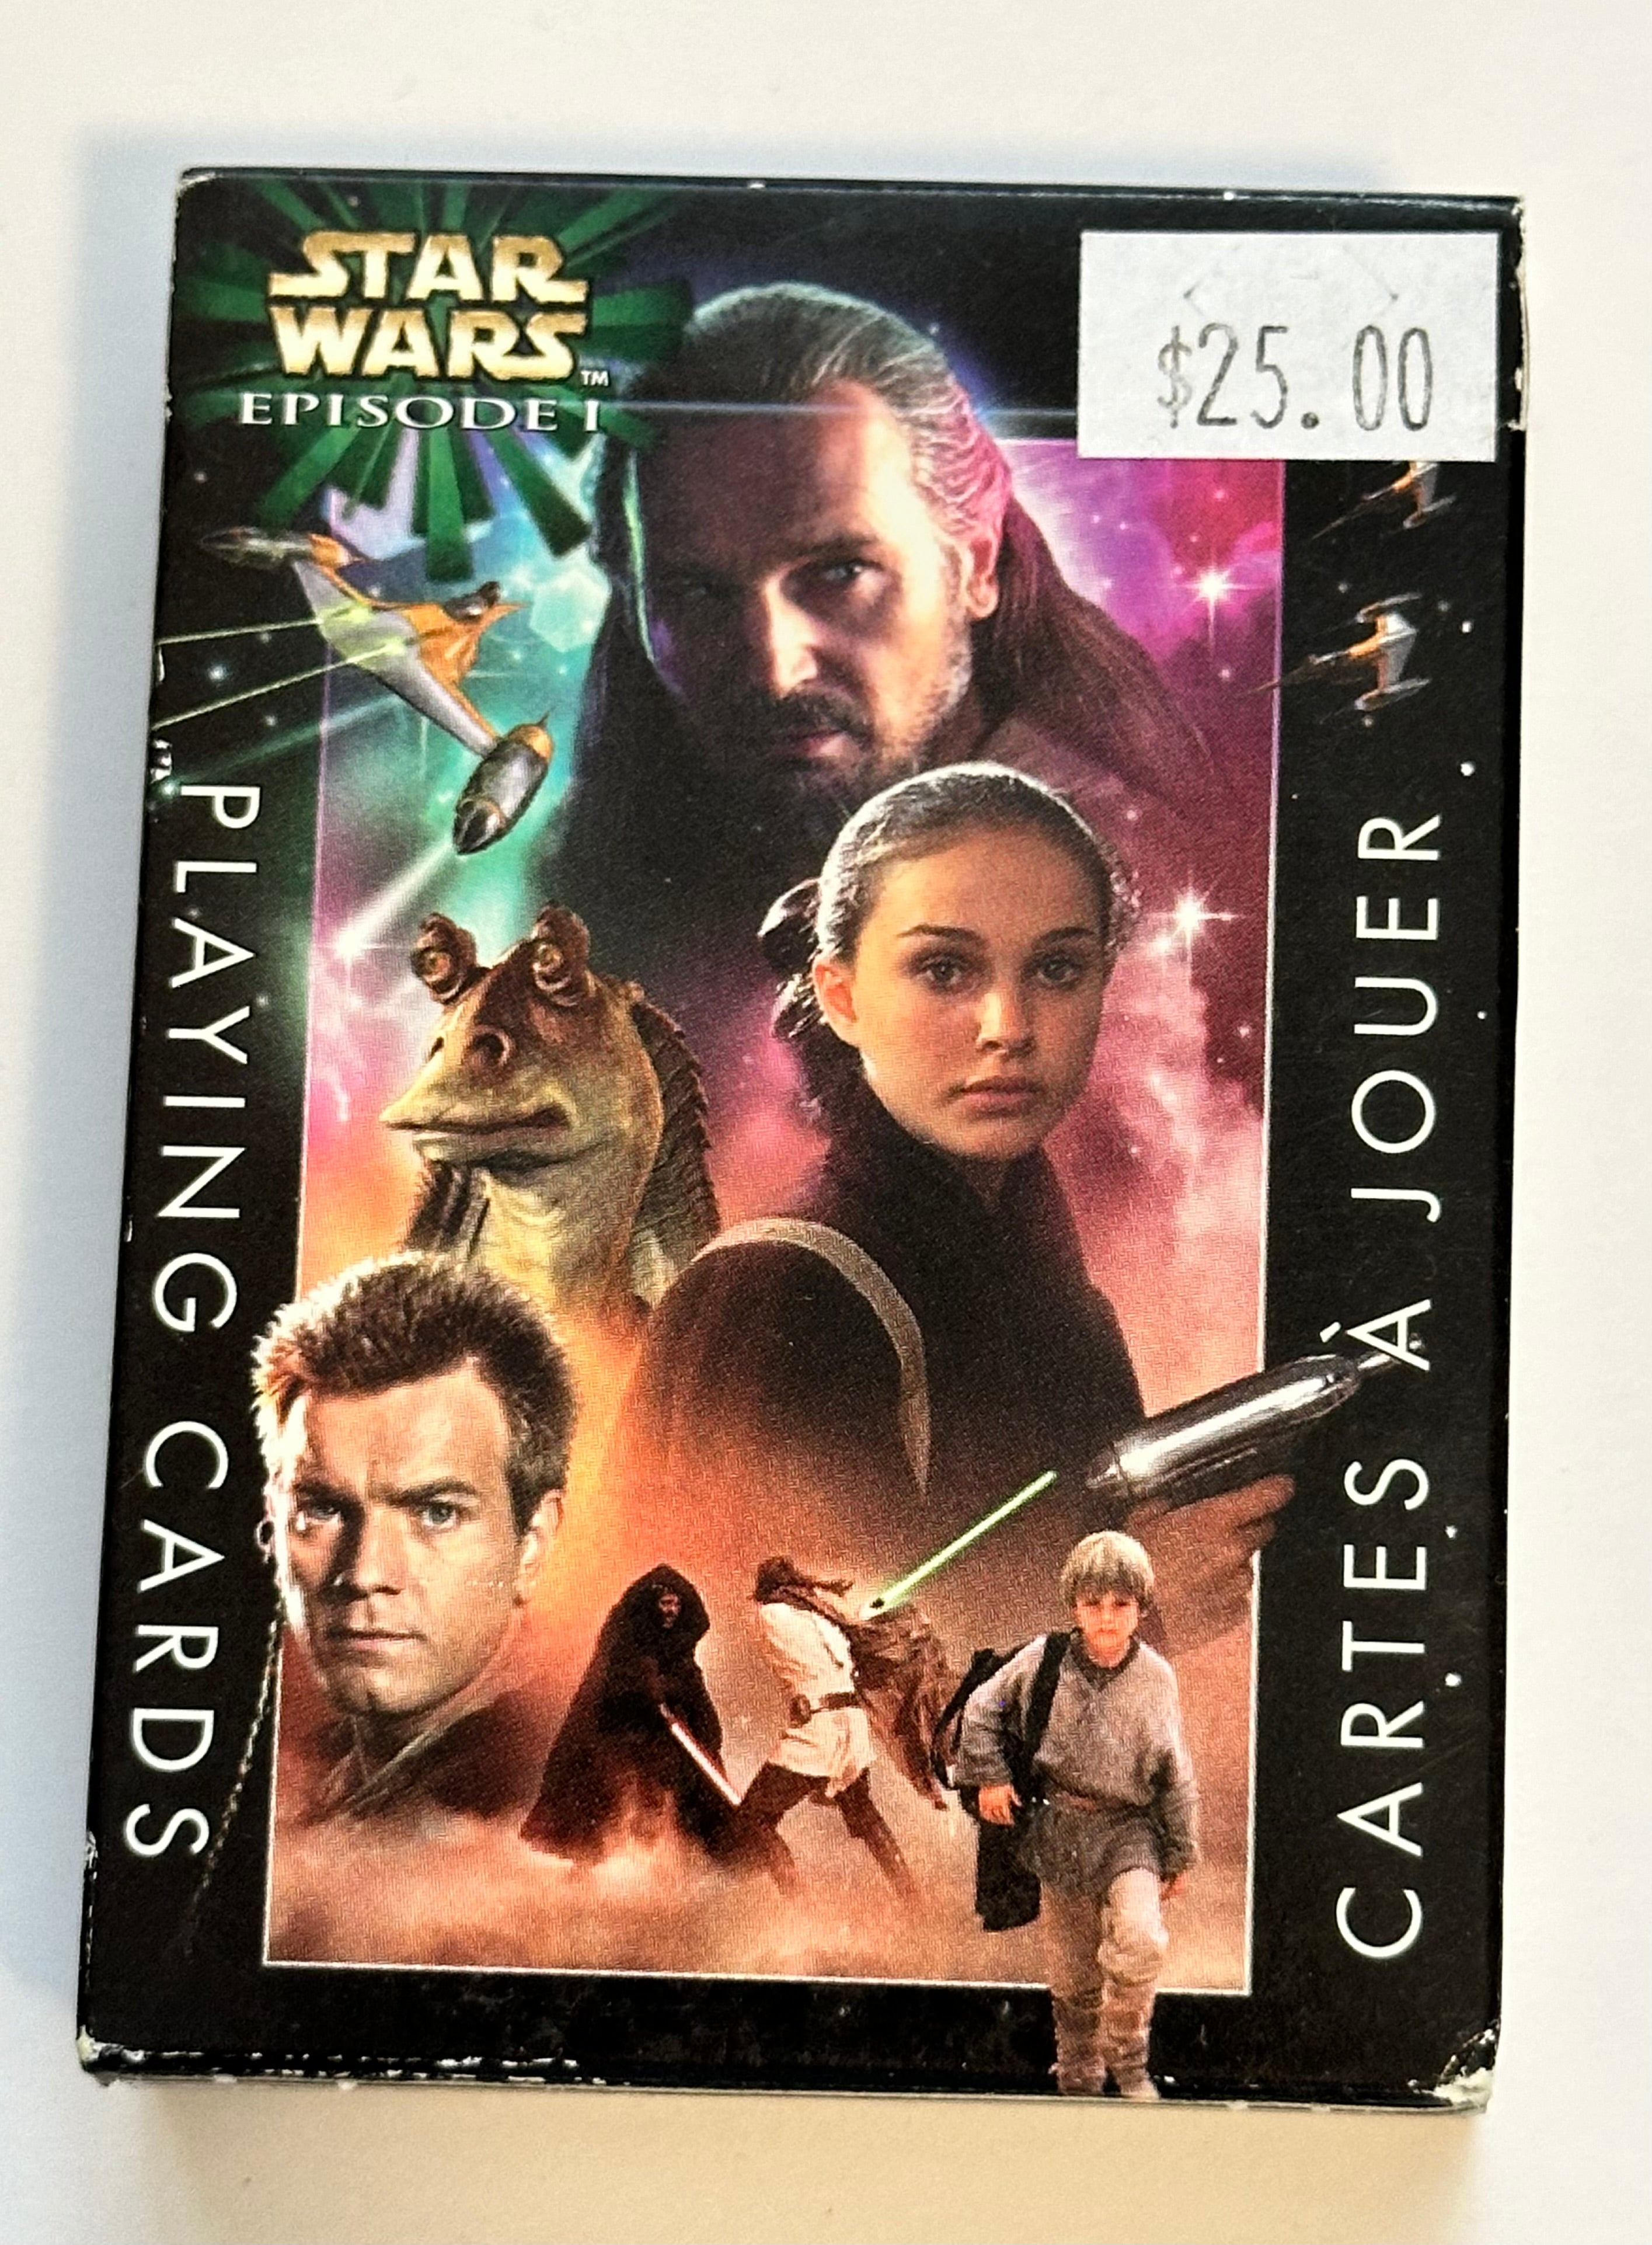 STAR
WARS
TM
EPISODE I
$25.00
PLAYING CARDS
CARTES À JOUER